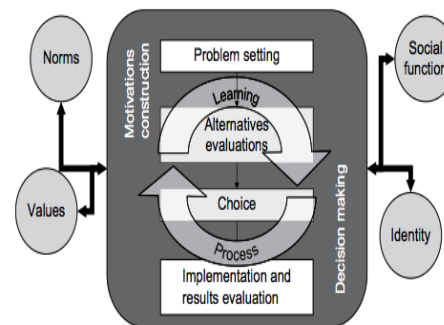 Norms
Values
Motivations
construction
Problem setting
Learning
Alternatives
evaluations
Choice
Process
Implementation and
results evaluation
Decision making
Social
function
Identity